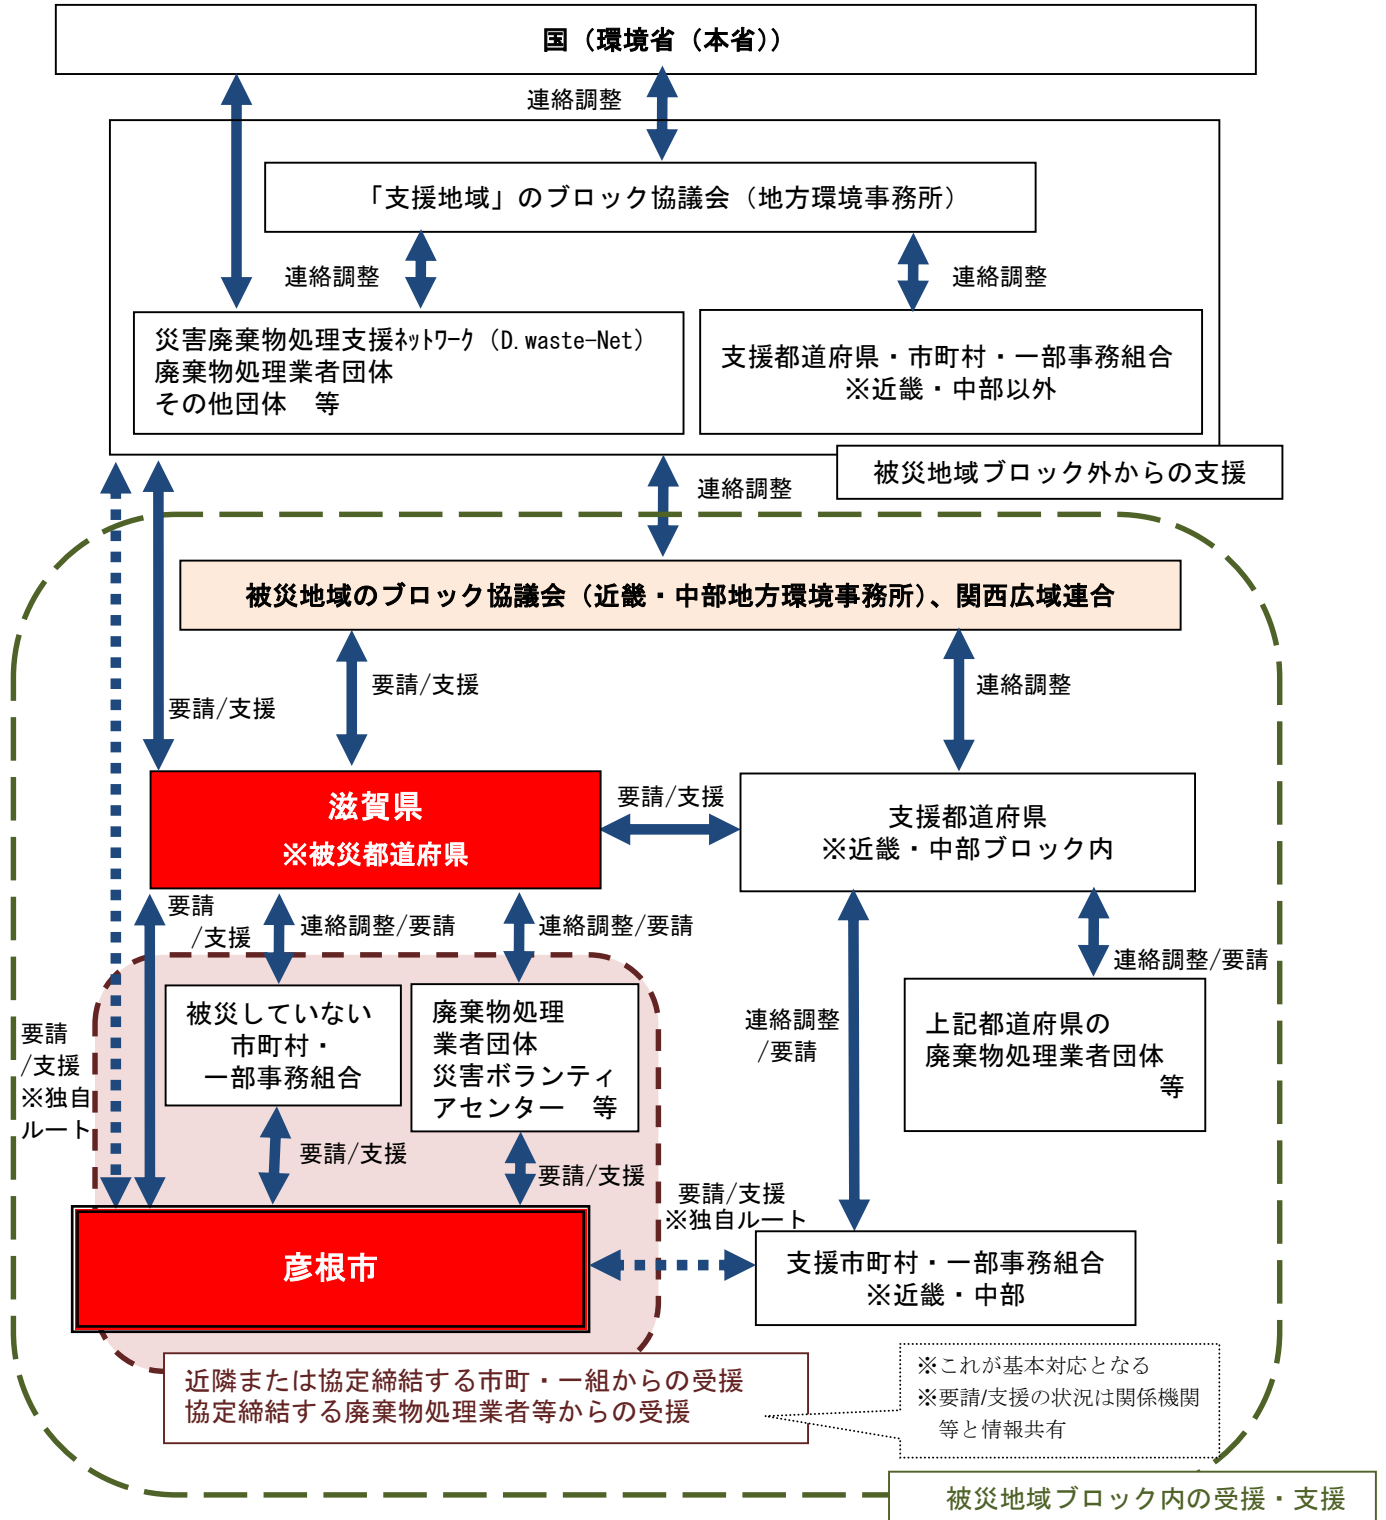 国（環境省（本省））
連絡調整
「支援地域」のブロック協議会（地方環境事務所）
連絡調整
連絡調整
災害廃棄物処理支援ﾈｯﾄﾜｰｸ（D.waste-Net）
廃棄物処理業者団体
その他団体　等
支援都道府県・市町村・一部事務組合
※近畿・中部以外
被災地域ブロック外からの支援
連絡調整
被災地域のブロック協議会（近畿・中部地方環境事務所）、関西広域連合
要請/支援
要請/支援
連絡調整
滋賀県
※被災都道府県
要請/支援
支援都道府県
※近畿・中部ブロック内
要請
/支援
連絡調整/要請
連絡調整/要請
連絡調整/要請
被災していない
市町村・
一部事務組合
廃棄物処理
業者団体
災害ボランティ
アセンター　等
連絡調整
/要請
上記都道府県の
廃棄物処理業者団体
等
要請
/支援
※独自
ルート
要請/支援
要請/支援
要請/支援
※独自ルート
彦根市
支援市町村・一部事務組合
※近畿・中部
近隣または協定締結する市町・一組からの受援
協定締結する廃棄物処理業者等からの受援
※これが基本対応となる
※要請/支援の状況は関係機関
等と情報共有
被災地域ブロック内の受援・支援